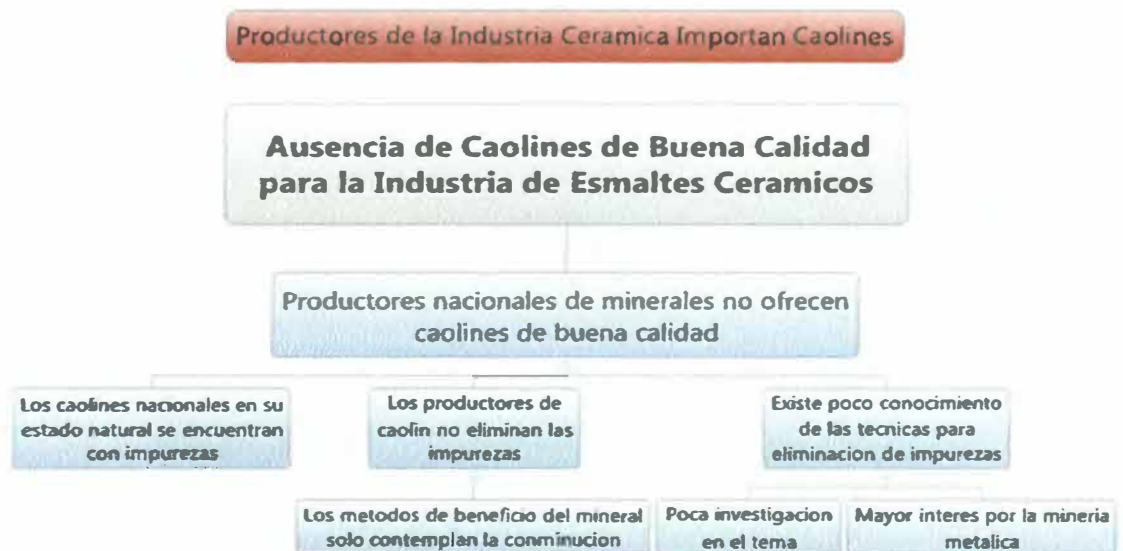 Productores de la Industria Ceramica Importan Caolines
Ausencia de Caolines de Buena Calidad
para la Industria de Esmaltes Ceramicos
Productores nacionales de minerales no ofrecen
caolines de buena calidad
Los caolines nacionales en su
estado natural se encuentran
con impurezas
Los productores de
caolin no eliminan las
impurezas
Existe poco conocimiento
de las tecnicas para
eliminacion de impurezas
Los metodos de beneficio del mineral
solo contemplan la conminucion
Poca investigacion
en el tema
Mayor interes por la mineria
metalica